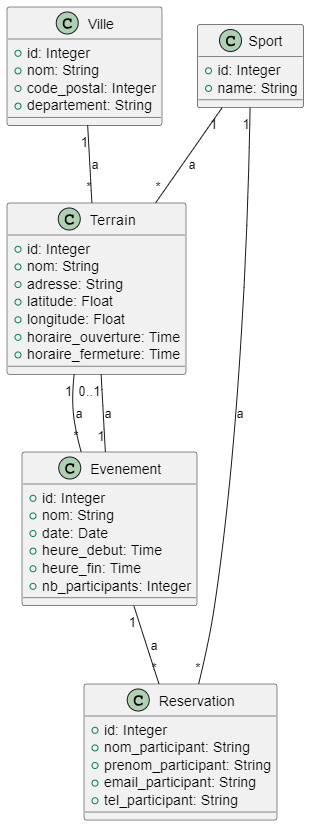 C Ville
id: Integer
nom: String
code_postal: Integer
departement: String
C Sport
id: Integer
name: String
1
a
*
1
a
*
1
a
*
C Terrain
id: Integer
nom: String
adresse: String
latitude: Float
longitude: Float
horaire_ouverture: Time
horaire_fermeture: Time
1
a
*
0..1
a
1
C Evenement
id: Integer
nom: String
date: Date
heure_debut: Time
heure_fin: Time
nb_participants: Integer
1
a
*
C Reservation
id: Integer
nom_participant: String
prenom_participant: String
email_participant: String
tel_participant: String